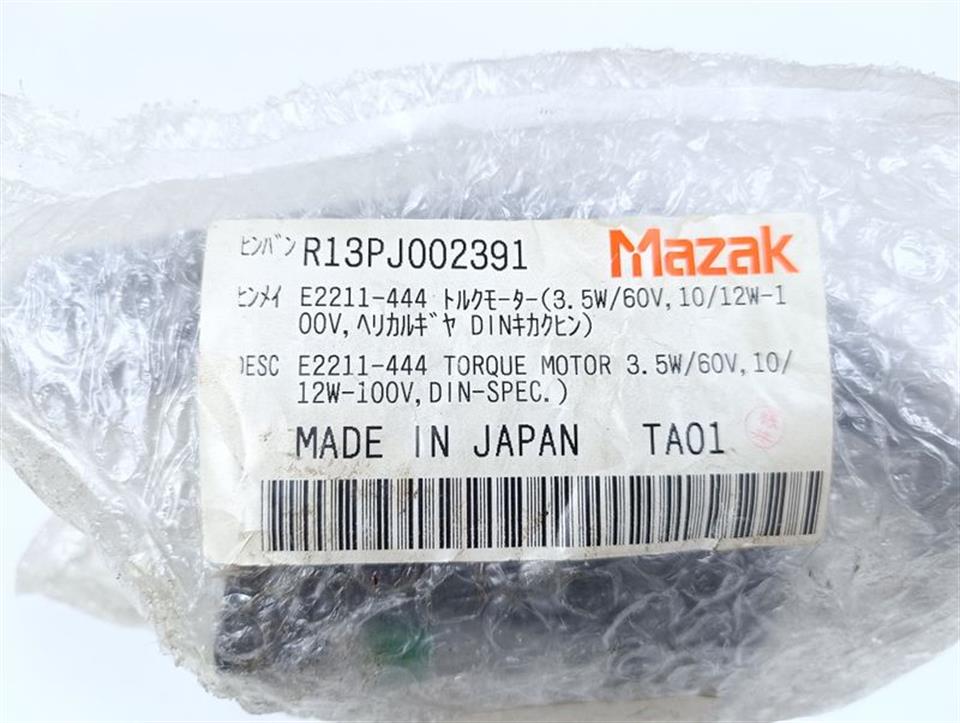 ﾋﾝﾊﾞﾝ R13PJ002391 Mazak
ﾋﾝﾒｲ E2211-444 ﾄﾙｸﾓｰﾀｰ(3.5W/60V,10/12W-1
00V,ﾍﾘｶﾙｷﾞﾔ DINｷｶｸﾋﾝ)
DESC E2211-444 TORQUE MOTOR 3.5W/60V,10/
12W-100V,DIN-SPEC.)
MADE IN JAPAN TA01